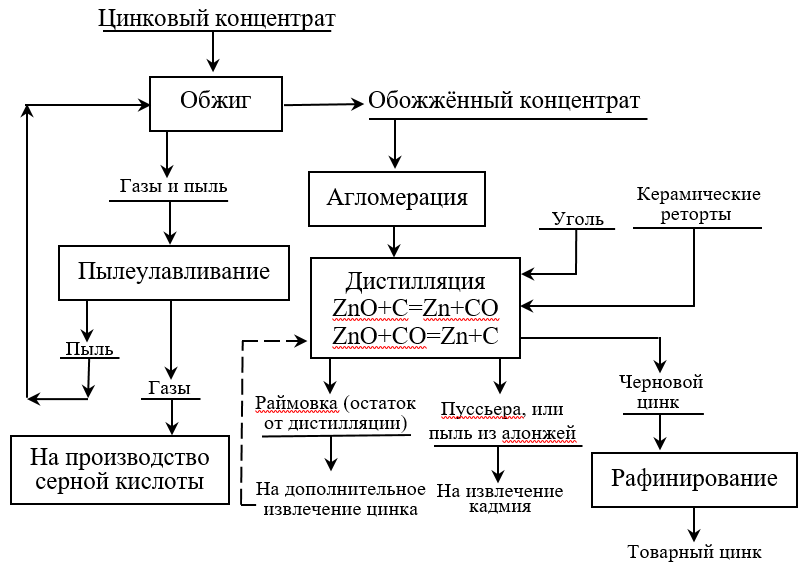 Цинковый концентрат
Обжиг
Обожжённый концентрат
Газы и пыль
Агломерация
Керамические
реторты
Уголь
Пылеулавливание
Дистилляция
ZnO+C=Zn+CO
ZnO+CO=Zn+C
Пыль
Газы
Черновой
цинк
Раймовка (остаток
от дистилляции)
Пуссьера, или
пыль из алонжей
На производство
серной кислоты
На дополнительное
извлечение цинка
На извлечение
кадмия
Рафинирование
Товарный цинк